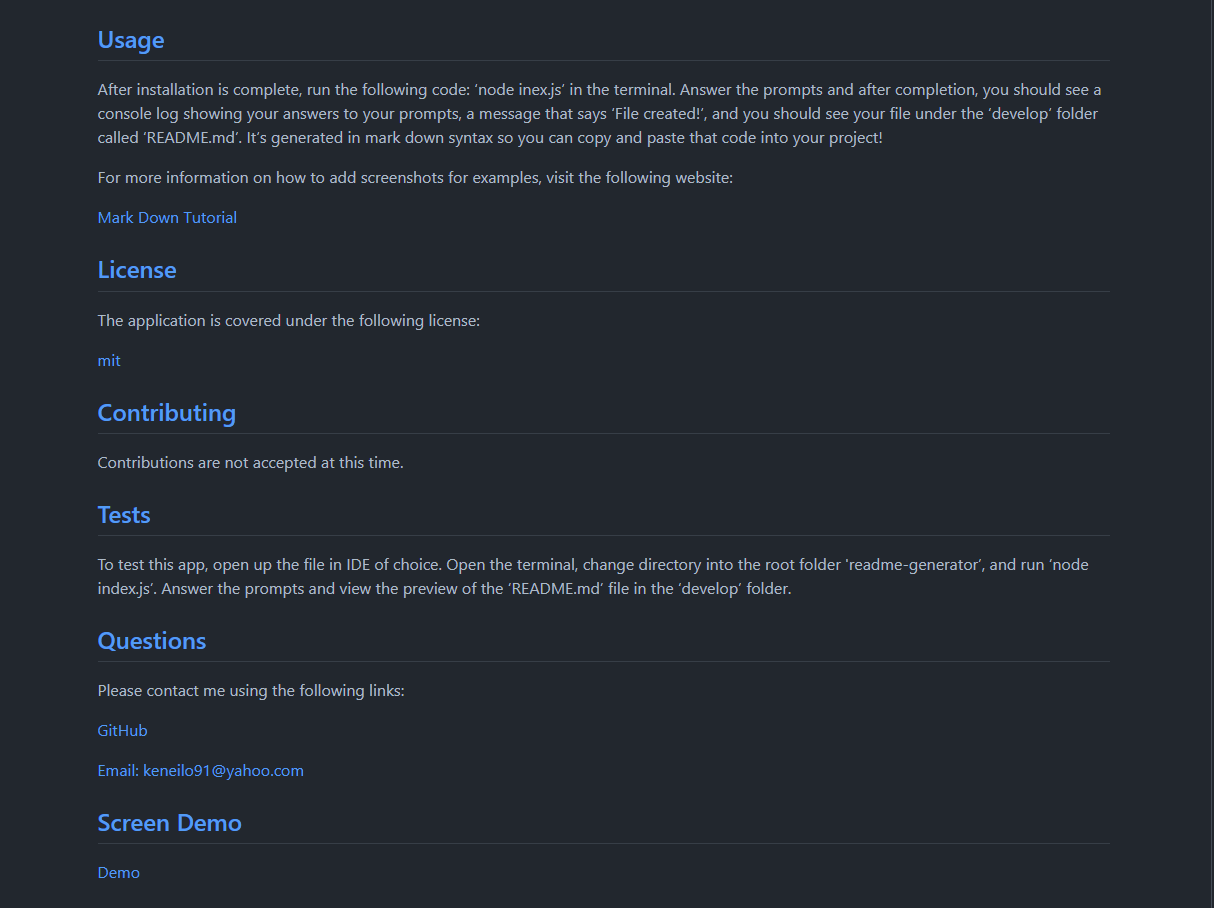 Usage
After installation is complete, run the following code: ‘node inex.js’ in the terminal. Answer the prompts and after completion, you should see a
console log showing your answers to your prompts, a message that says ‘File created!’, and you should see your file under the ‘develop’ folder
called ‘README.md’. It’s generated in mark down syntax so you can copy and paste that code into your project!
For more information on how to add screenshots for examples, visit the following website:
Mark Down Tutorial
License
The application is covered under the following license:
mit
Contributing
Contributions are not accepted at this time.
Tests
To test this app, open up the file in IDE of choice. Open the terminal, change directory into the root folder 'readme-generator’, and run ‘node
index.js’. Answer the prompts and view the preview of the ‘README.md’ file in the ‘develop’ folder.
Questions
Please contact me using the following links:
GitHub
Email: keneilo91@yahoo.com
Screen Demo
Demo